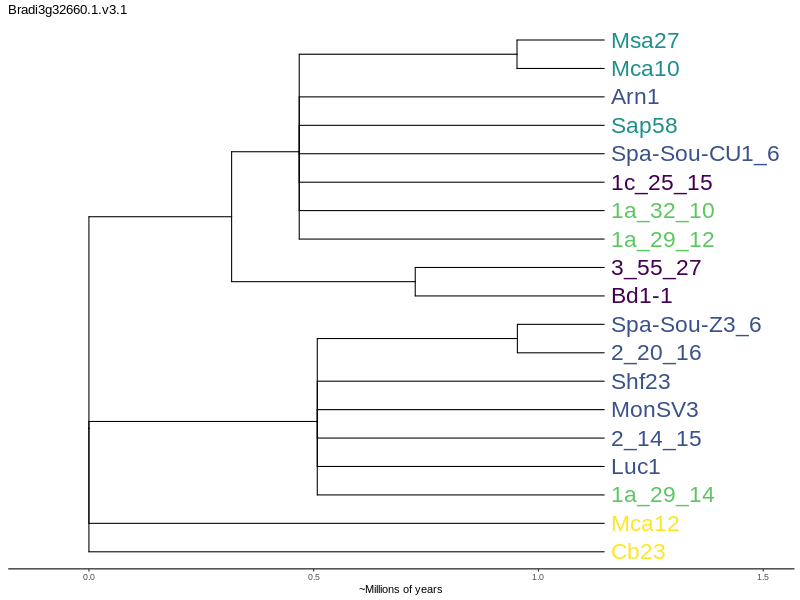 Bradi3g32660.1.v3.1
Msa27
Mca10
Arn1
Sap58
Spa-Sou-CU1_6
1c_25_15
1a_32_10
1a_29_12
3_55_27
Bd1-1
Spa-Sou-Z3_6
2_20_16
Shf23
MonSV3
2_14_15
Luc1
1a_29_14
Mca12
Cb23
0.0 0.5 1.0 1.5
~Millions of years